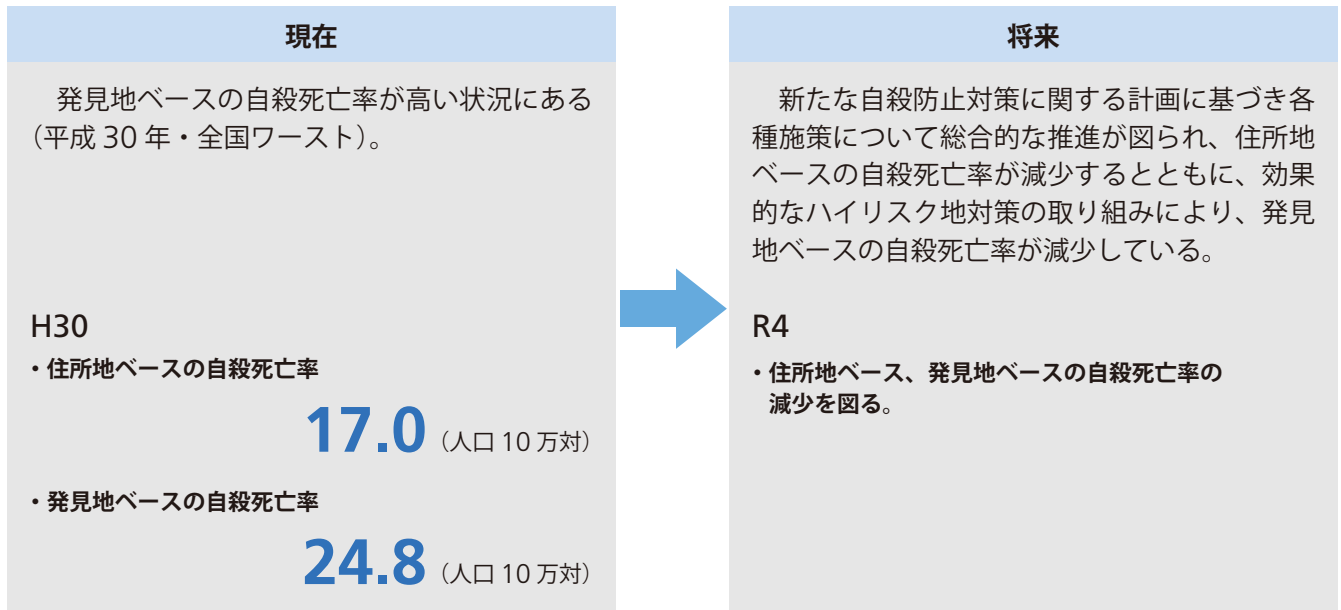 現在
発見地ベースの自殺死亡率が高い状況にある
（平成 30 年・全国ワースト）。
H30
・住所地ベースの自殺死亡率
17.0（人口 10 万対）
・発見地ベースの自殺死亡率
24.8（人口 10 万対）
将来
新たな自殺防止対策に関する計画に基づき各
種施策について総合的な推進が図られ、住所地
ベースの自殺死亡率が減少するとともに、効果
的なハイリスク地対策の取り組みにより、発見
地ベースの自殺死亡率が減少している。
R4
・住所地ベース、発見地ベースの自殺死亡率の
減少を図る。